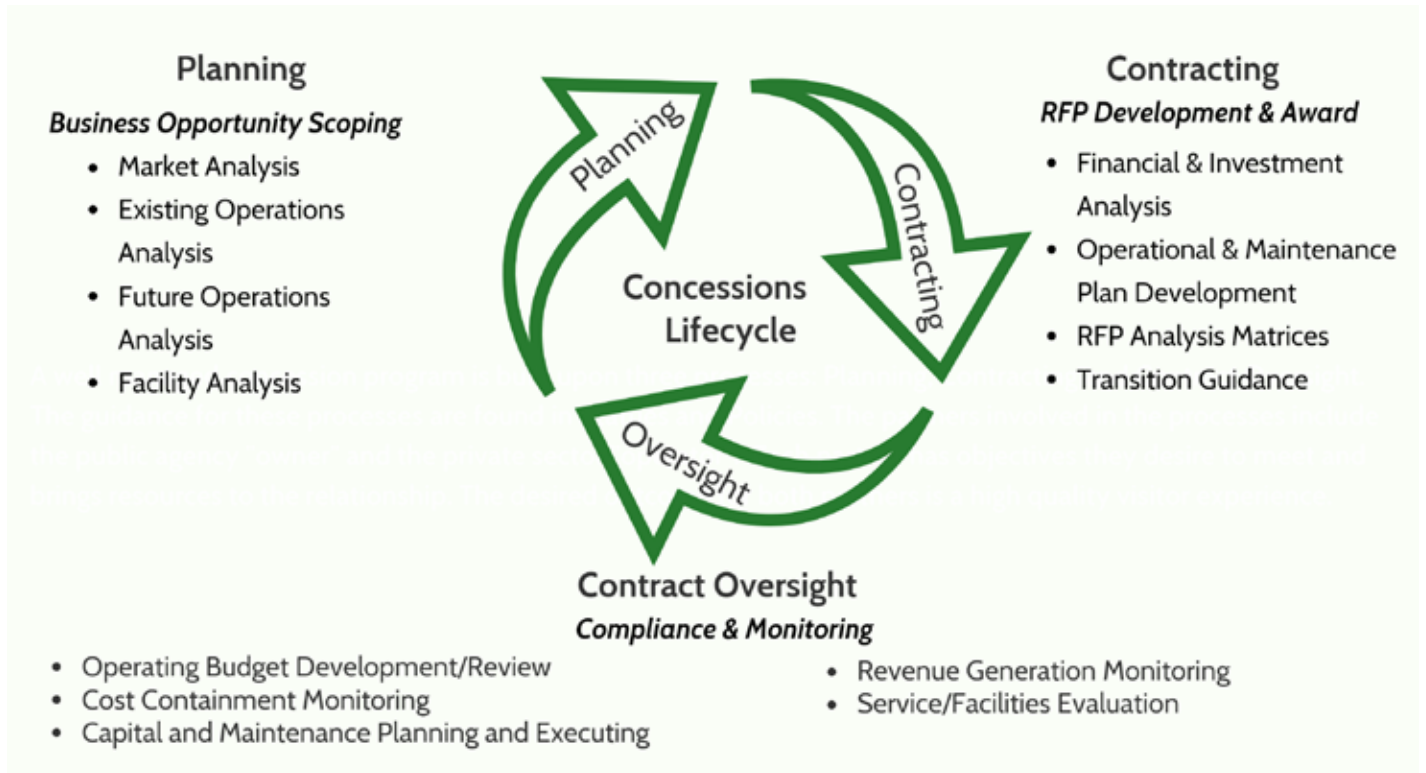 Planning
Business Opportunity Scoping
• Market Analysis
• Existing Operations
Analysis
• Future Operations
Analysis
• Facility Analysis
Planning
Contracting
Oversight
Concessions
Lifecycle
Contracting
RFP Development & Award
• Financial & Investment
Analysis
• Operational & Maintenance
Plan Development
• RFP Analysis Matrices
• Transition Guidance
Contract Oversight
Compliance & Monitoring
• Operating Budget Development/Review
• Cost Containment Monitoring
• Capital and Maintenance Planning and Executing
• Revenue Generation Monitoring
• Service/Facilities Evaluation